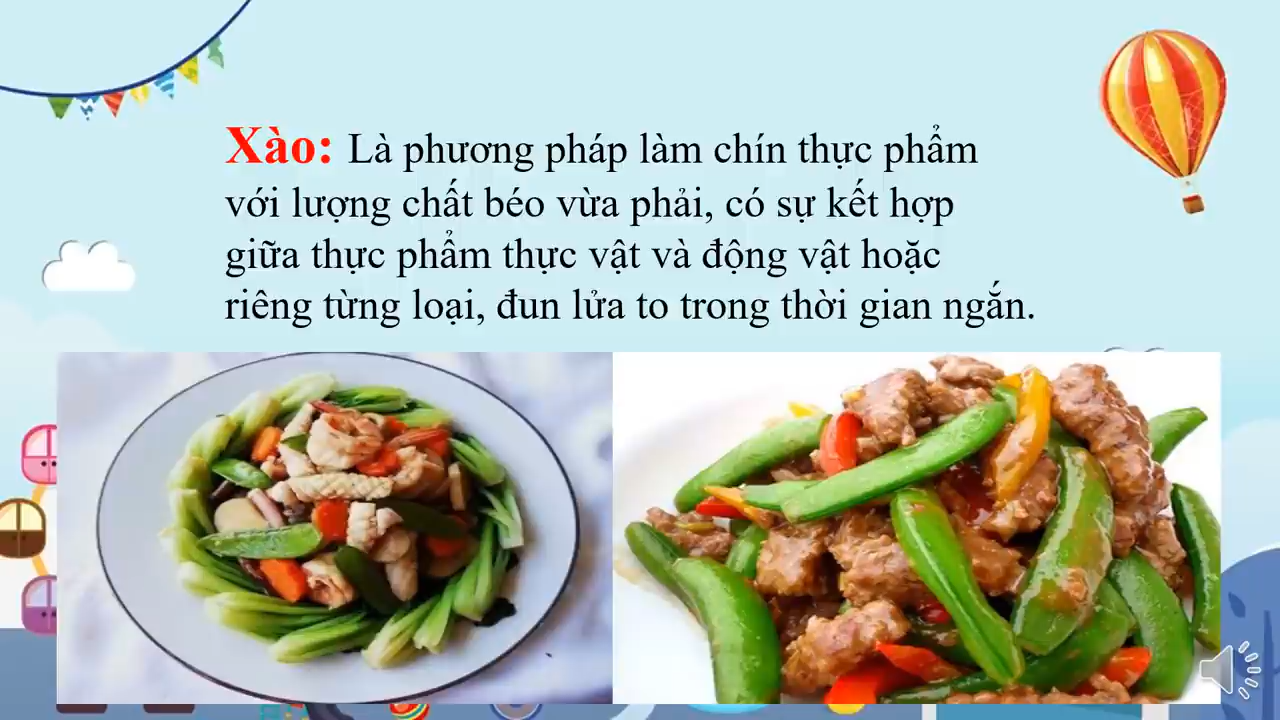 Xào: Là phương pháp làm chín thực phẩm
với lượng chất béo vừa phải, có sự kết hợp
giữa thực phẩm thực vật và động vật hoặc
riêng từng loại, đun lửa to trong thời gian ngắn.